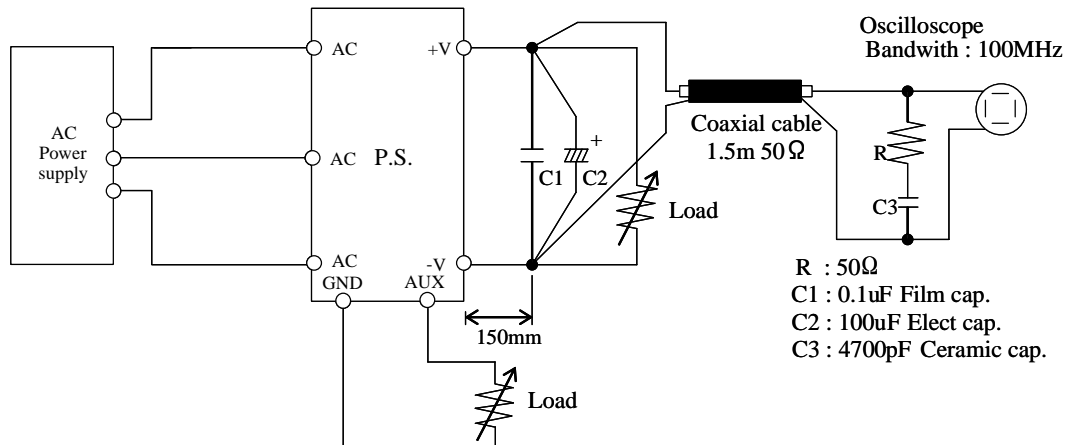 Oscilloscope
Bandwith : 100MHz
AC
Power
supply
AC
AC
AC
P.S.
+V
-V
GND
AUX
C1
+
C2
Load
150mm
Load
Coaxial cable
1.5m 50Ω
R
C3
R : 50Ω
C1 : 0.1uF Film cap.
C2 : 100uF Elect cap.
C3 : 4700pF Ceramic cap.